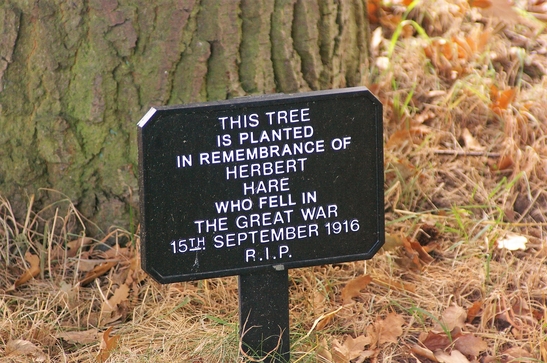 THIS TREE
IS PLANTED
IN REMEMBRANCE OF
HERBERT
HARE
WHO FELL IN
THE GREAT WAR
15TH SEPTEMBER 1916
R.I.P.